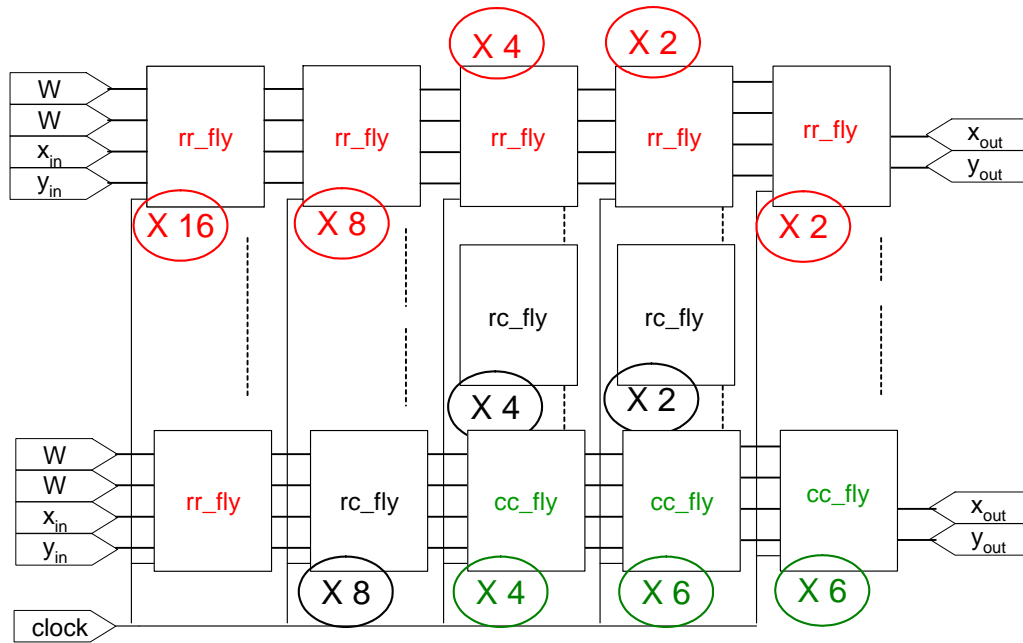 X 4
X 2
W
W
x_in
y_in
rr_fly
rr_fly
rr_fly
rr_fly
rr_fly
x_out
y_out
X 16
X 8
X 2
rc_fly
rc_fly
X 4
X 2
W
W
x_in
y_in
rr_fly
rc_fly
cc_fly
cc_fly
cc_fly
x_out
y_out
X 8
X 4
X 6
X 6
clock